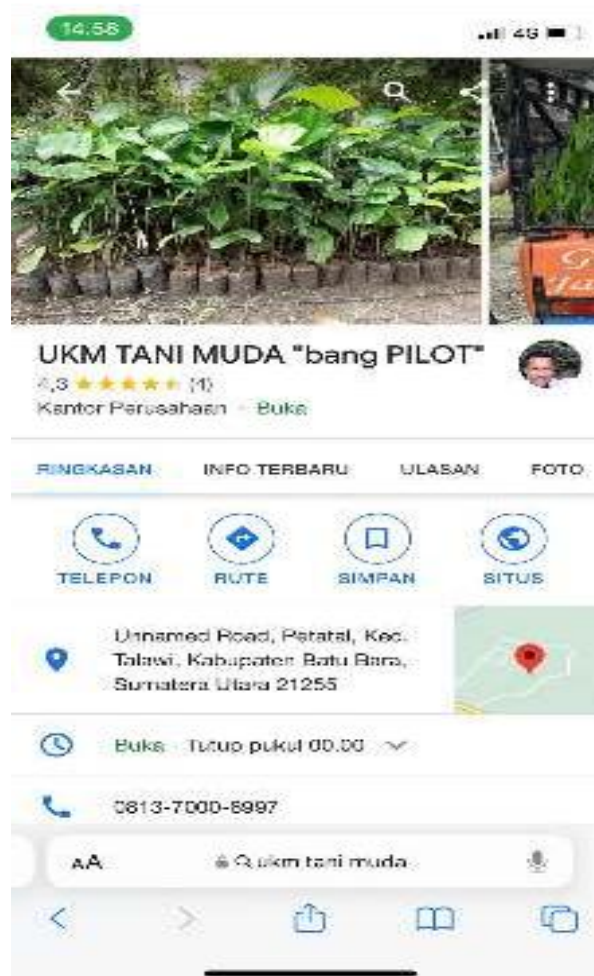 14:58
4G
UKM TANI MUDA "bang PILOT"
4,3 (4)
Kantor Perusahaan · Buka
RINGKASAN INFO TERBARU ULASAN FOTO
TELEPON RUTE SIMPAN SITUS
Unnamed Road, Petatal, Kec.
Talawi, Kabupaten Batu Bara,
Sumatera Utara 21255
Buka · Tutup pukul 00.00
0813-7000-8997
AA ukm tani muda